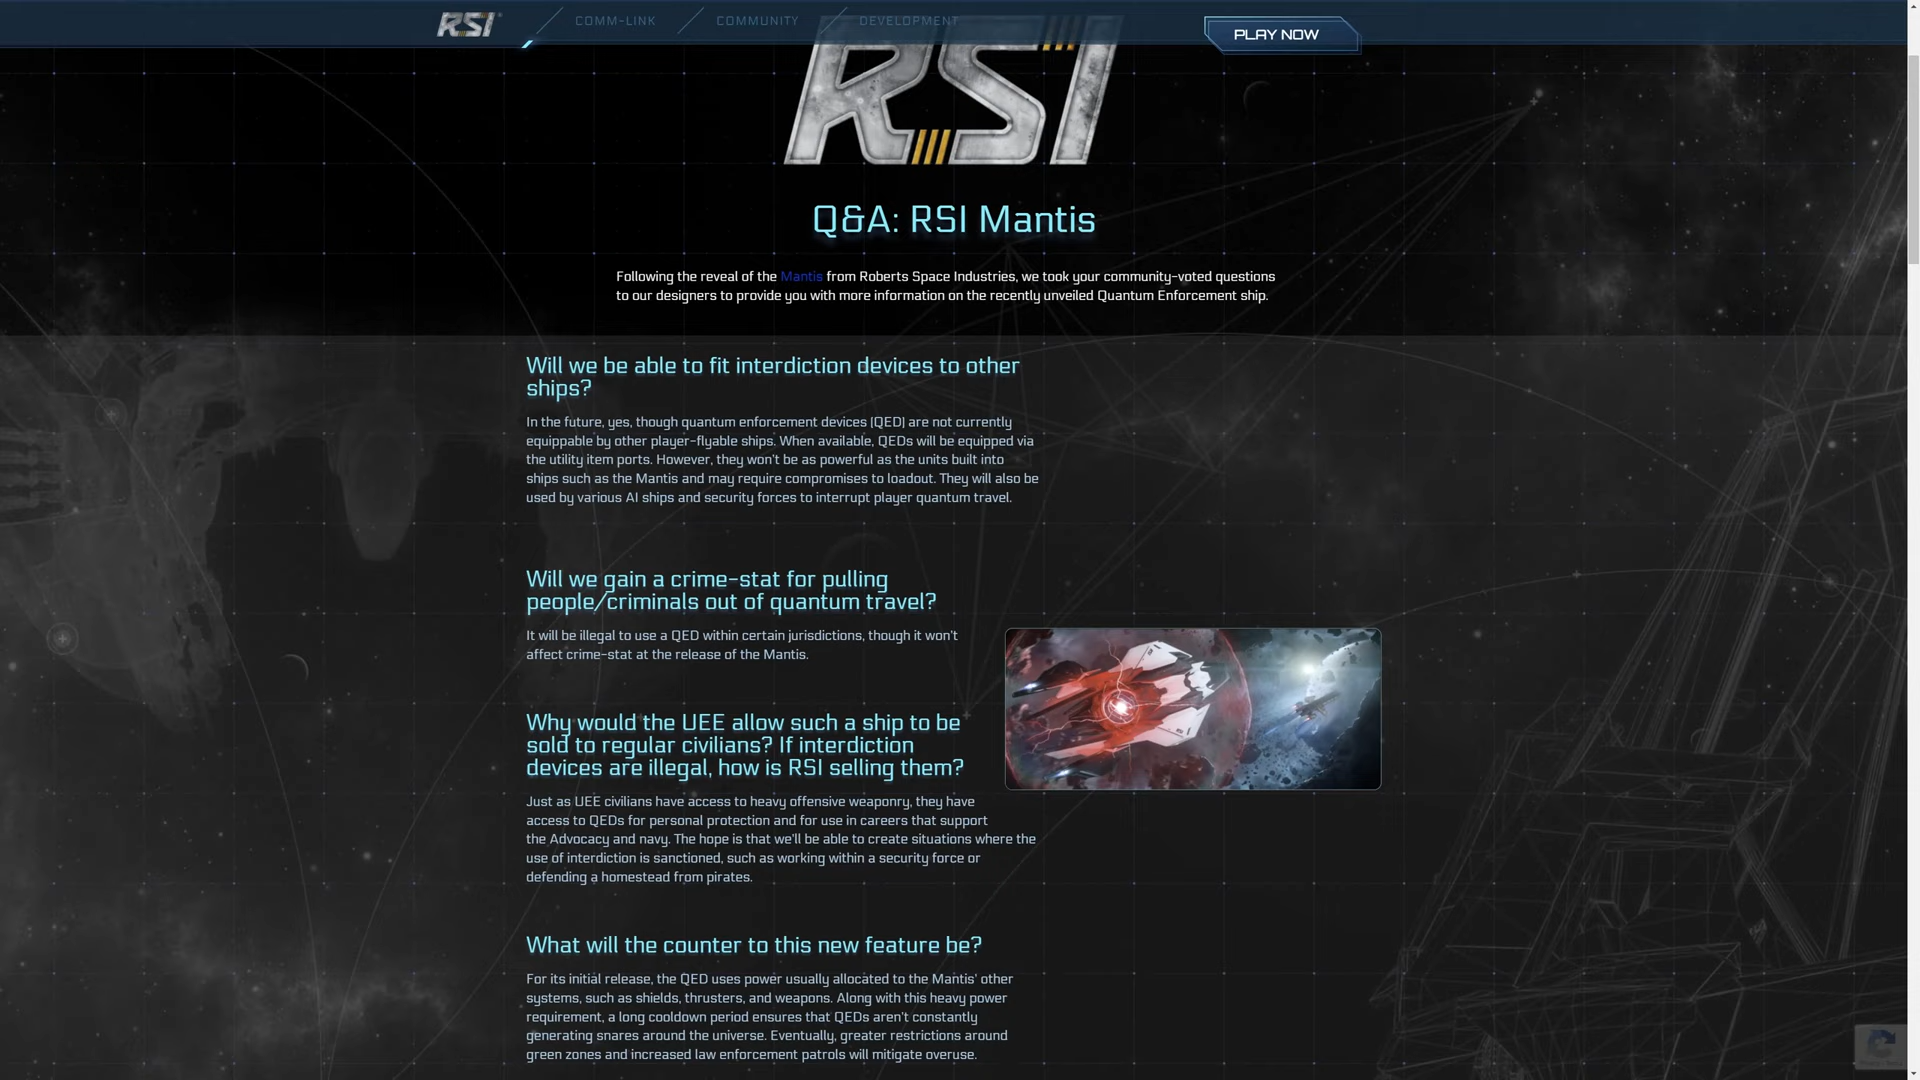 RSI
COMM-LINK
COMMUNITY
DEVELOPMENT
PLAY NOW
RSI
Q&A: RSI Mantis
Following the reveal of the Mantis from Roberts Space Industries, we took your community-voted questions
to our designers to provide you with more information on the recently unveiled Quantum Enforcement ship.
Will we be able to fit interdiction devices to other
ships?
In the future, yes, though quantum enforcement devices (QED) are not currently
equippable by other player-flyable ships. When available, QEDs will be equipped via
the utility item ports. However, they won't be as powerful as the units built into
ships such as the Mantis and may require compromises to loadout. They will also be
used by various AI ships and security forces to interrupt player quantum travel.
Will we gain a crime-stat for pulling
people/criminals out of quantum travel?
It will be illegal to use a QED within certain jurisdictions, though it won't
affect crime-stat at the release of the Mantis.
Why would the UEE allow such a ship to be
sold to regular civilians? If interdiction
devices are illegal, how is RSI selling them?
Just as UEE civilians have access to heavy offensive weaponry, they have
access to QEDs for personal protection and for use in careers that support
the Advocacy and navy. The hope is that we'll be able to create situations where the
use of interdiction is sanctioned, such as working within a security force or
defending a homestead from pirates.
What will the counter to this new feature be?
For its initial release, the QED uses power usually allocated to the Mantis' other
systems, such as shields, thrusters, and weapons. Along with this heavy power
requirement, a long cooldown period ensures that QEDs aren't constantly
generating snares around the universe. Eventually, greater restrictions around
green zones and increased law enforcement patrols will mitigate overuse.